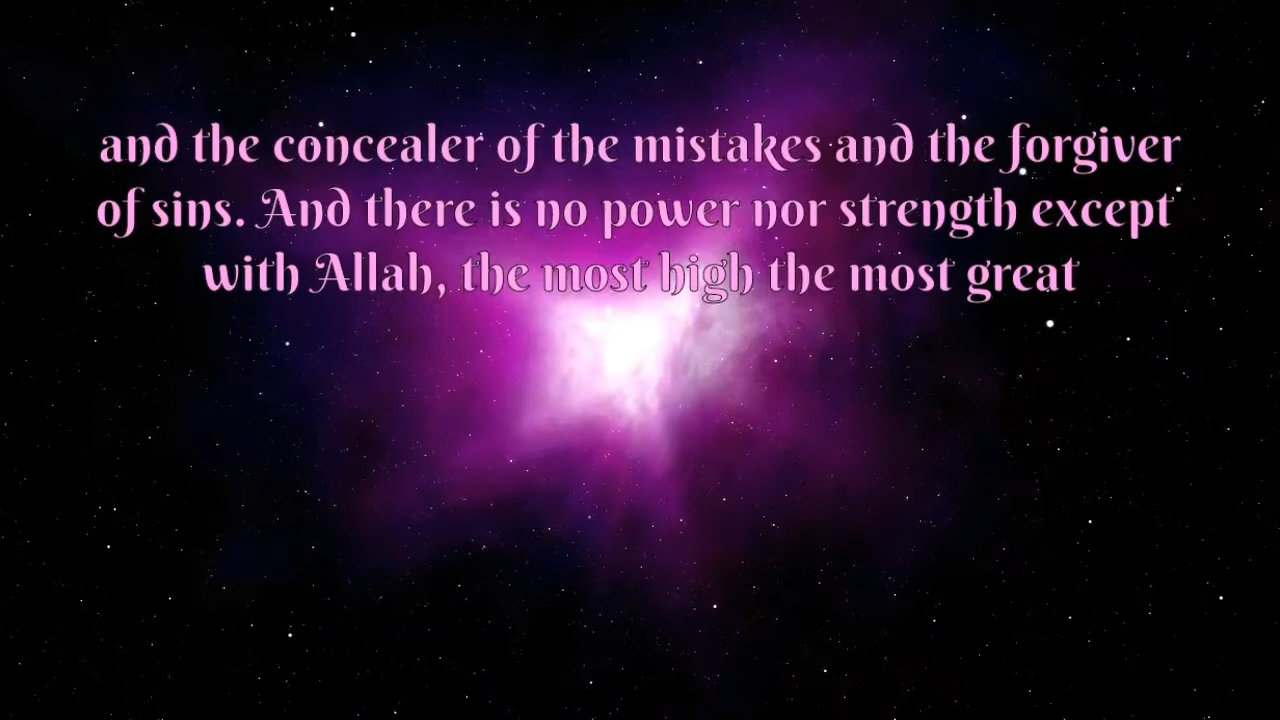 and the concealer of the mistakes and the forgiver
of sins. And there is no power nor strength except
with Allah, the most high the most great